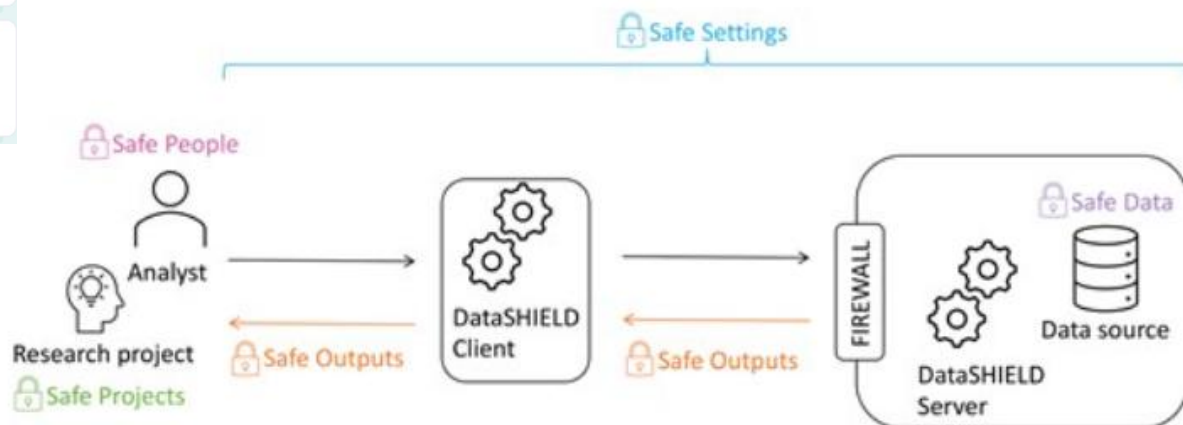 Safe Settings
Safe People
Analyst
Research project
Safe Projects
Safe Outputs
DataSHIELD
Client
Safe Outputs
FIREWALL
Safe Data
Data source
DataSHIELD
Server